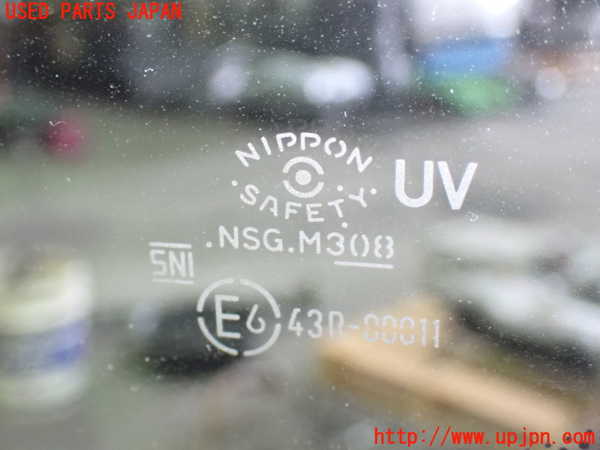 USED PARTS JAPAN
NIPPON
UV
SAFETY
.NSG.M308
SNI
E6 43R-00011
http://www.upjpn.com/